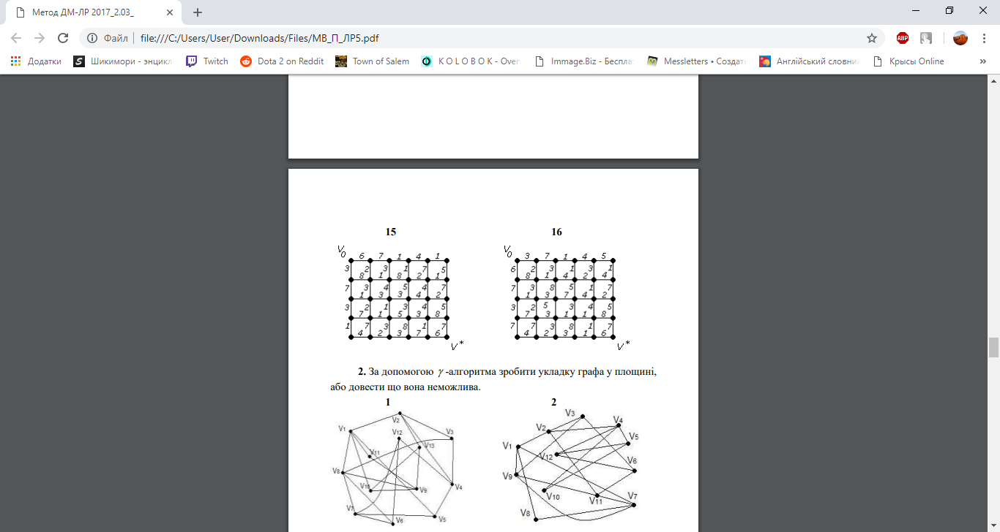 Метод ДМ-ЛР 2017_2.03_
Файл file:///C:/Users/User/Downloads/Files/МВ_П_ЛР5.pdf
ABP
Додатки Шикимори - энцикл Twitch Dota 2 on Reddit Town of Salem K O L O B O K - Over Immage.Biz - Беспла Messletters • Создат Англійський словни Крысы Online »
15 16
V0 6 7 1 4 1
3 2 3 1 7 5
8 1 8 2 1
7 3 4 5 4 7
1 3 3 4 2
3 2 1 3 4 5
7 1 5 3 8
1 7 3 8 1 7
4 2 3 7 6
V*
V0 3 7 1 4 5
6 2 3 1 3 1
8 1 4 2 4
7 3 8 5 1 7
1 3 7 4 2
3 2 5 3 4 5
7 3 1 1 8
7 7 3 8 1 7
4 2 3 1 6
V*
2. За допомогою γ -алгоритма зробити укладку графа у площині,
або довести що вона неможлива.
1 2
V2
V1
V12
V3
V13
V11
V8
V10
V9
V4
V7
V6
V5
V3
V4
V2
V5
V1
V12
V6
V9
V10
V11
V7
V8